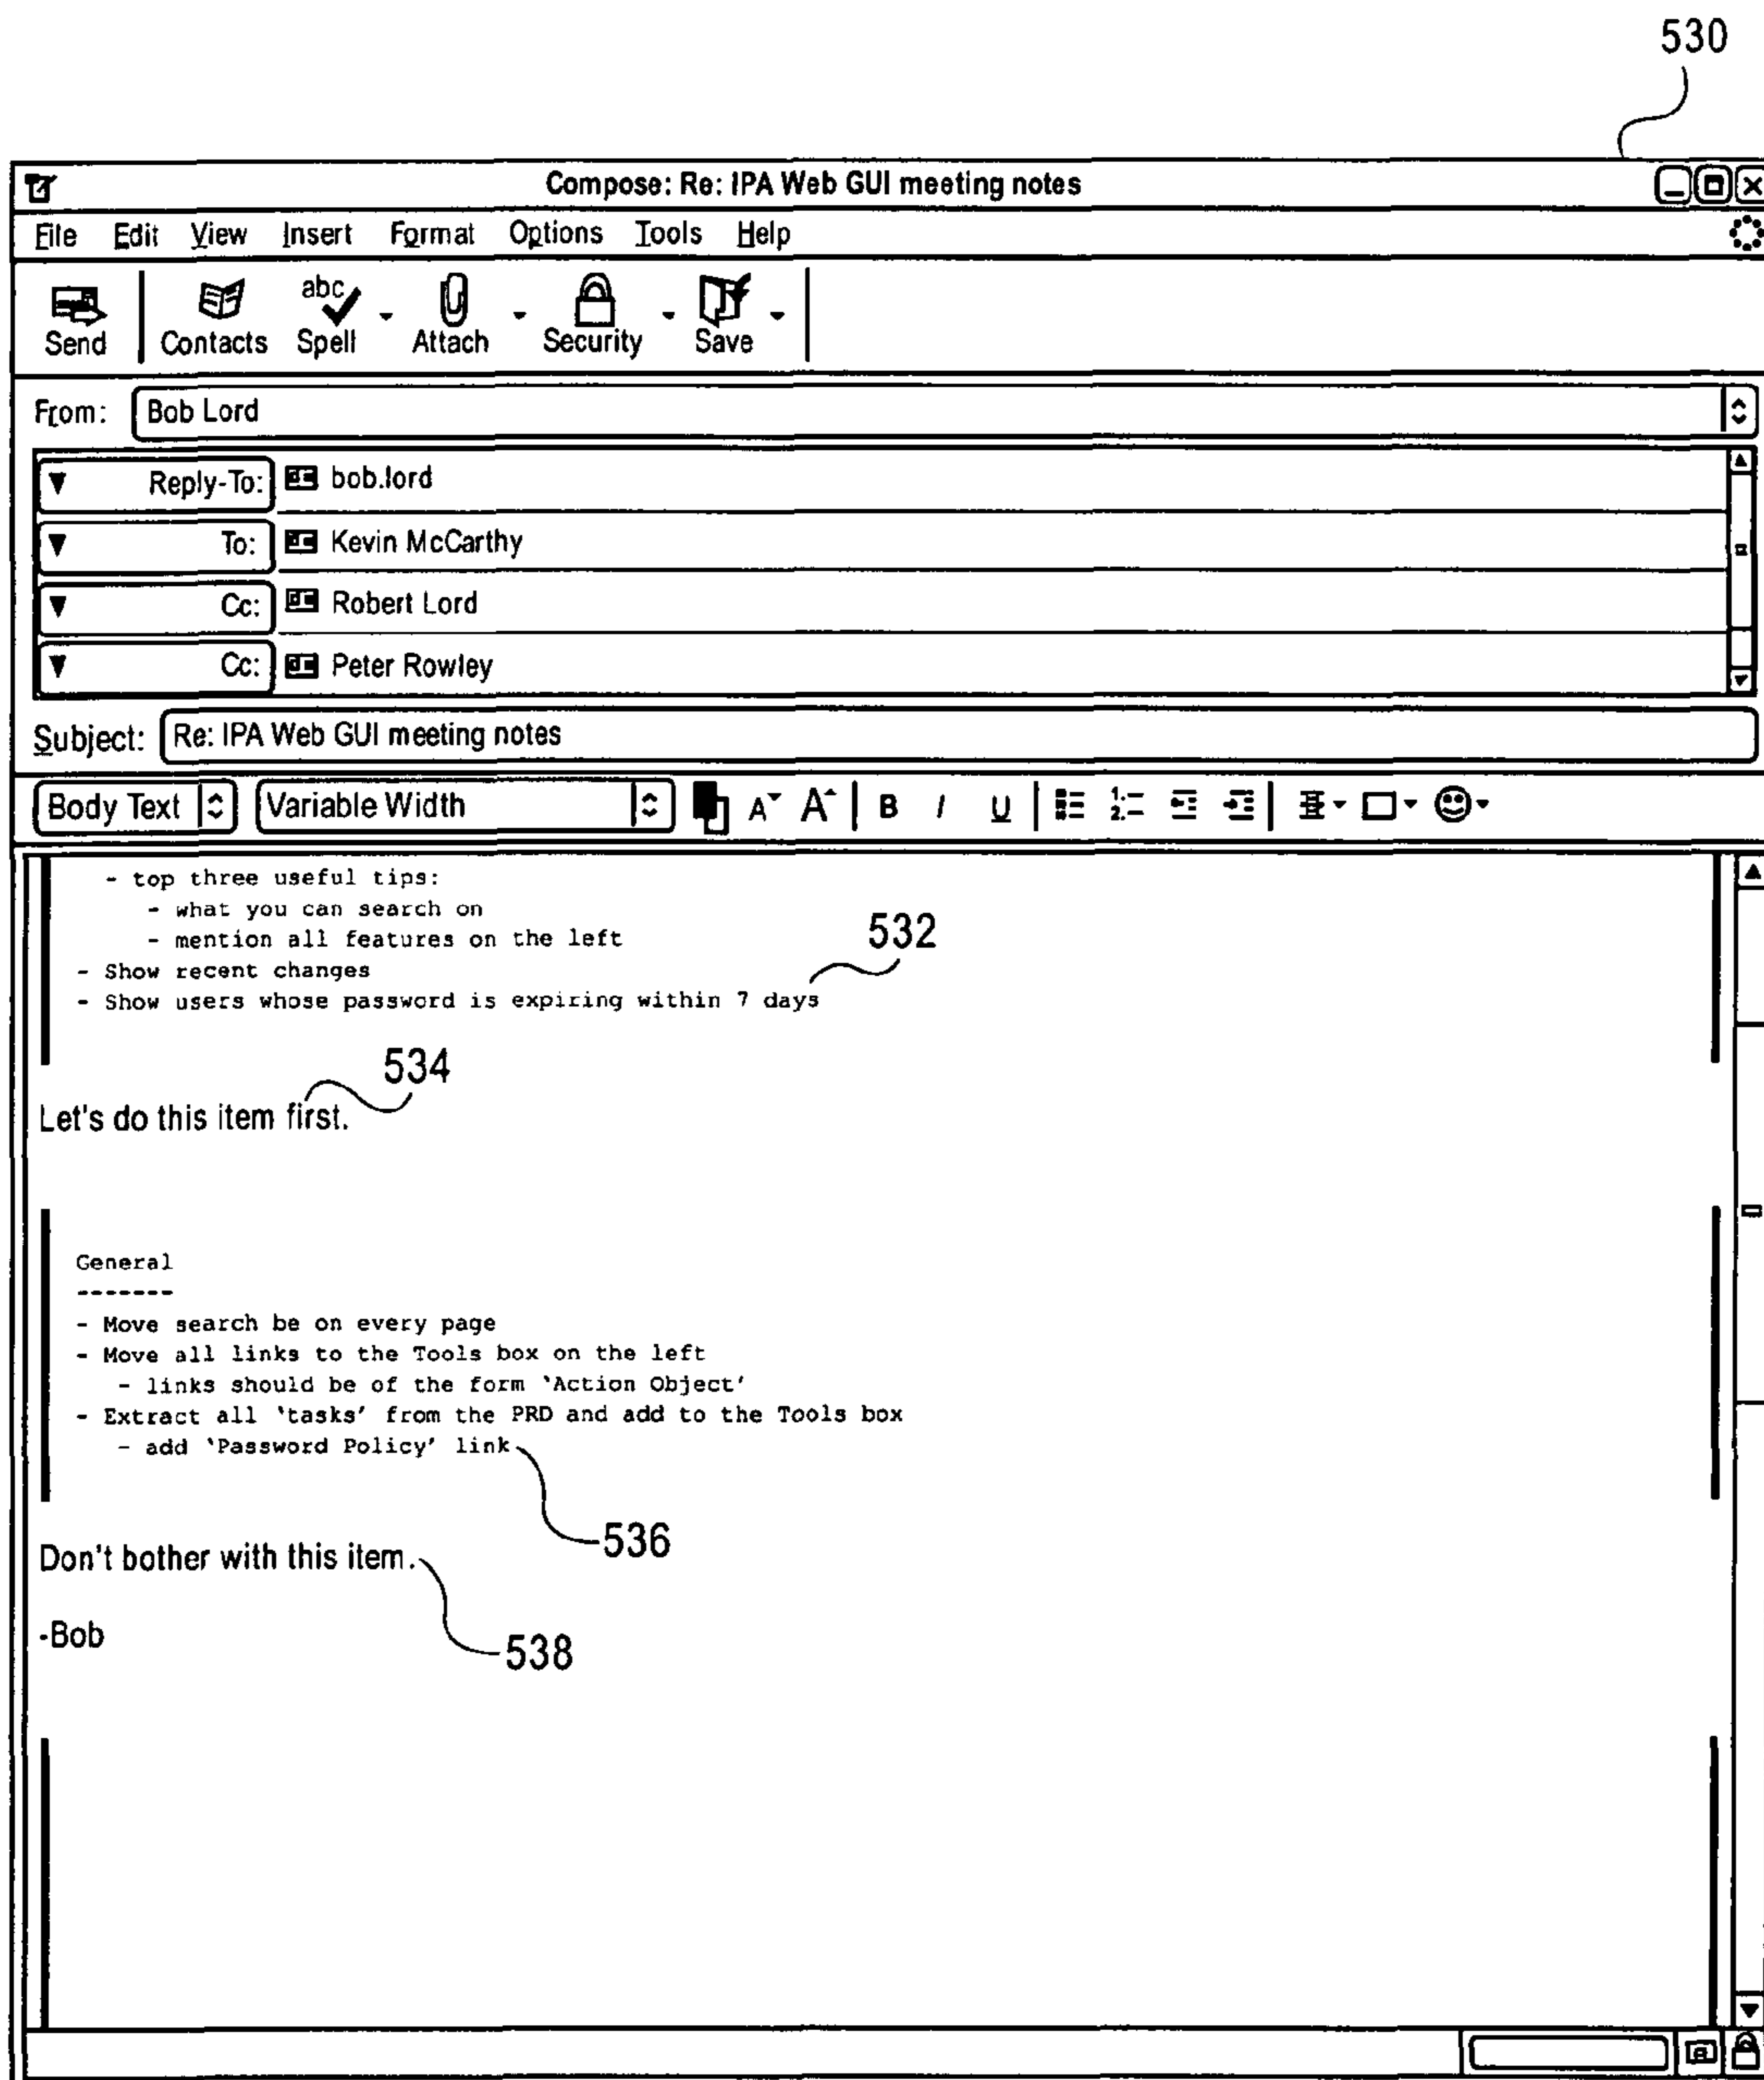 530
Compose: Re: IPA Web GUI meeting notes
File Edit View Insert Format Options Tools Help
abc
Send Contacts Spell Attach Security Save
From: Bob Lord
Reply-To: bob.lord
To: Kevin McCarthy
Cc: Robert Lord
Cc: Peter Rowley
Subject: Re: IPA Web GUI meeting notes
Body Text Variable Width A A B I U
- top three useful tips:
- what you can search on
- mention all features on the left
532
- Show recent changes
- Show users whose password is expiring within 7 days
534
Let's do this item first.
General
-------
- Move search be on every page
- Move all links to the Tools box on the left
- links should be of the form 'Action Object'
- Extract all 'tasks' from the PRD and add to the Tools box
- add 'Password Policy' link
536
Don't bother with this item.
-Bob
538